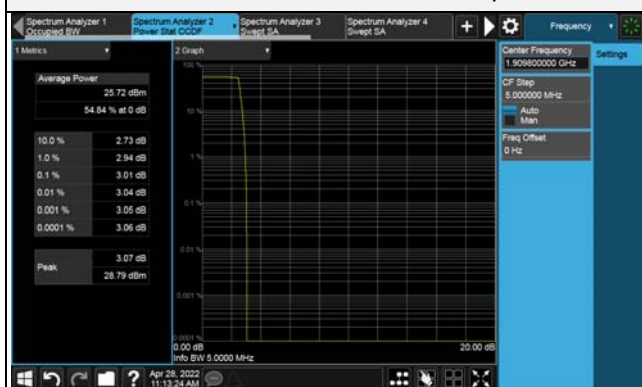 Spectrum Analyzer 1
Occupied BW
Spectrum Analyzer 2
Power Stat CCDF
Spectrum Analyzer 3
Swept SA
Spectrum Analyzer 4
Swept SA
Frequency
1 Metrics
2 Graph
Center Frequency
1.909800000 GHz
Settings
CF Step
5.000000 MHz
Auto
Man
Freq Offset
0 Hz
Average Power
25.72 dBm
54.84 % at 0 dB
10.0 % 2.73 dB
1.0 % 2.94 dB
0.1 % 3.01 dB
0.01 % 3.04 dB
0.001 % 3.05 dB
0.0001 % 3.06 dB
Peak
3.07 dB
28.79 dBm
100 %
10 %
1 %
0.1 %
0.01 %
0.001 %
0.0001 %
0.00 dB
20.00 dB
Info BW 5.0000 MHz
Apr 28, 2022
11:13:24 AM